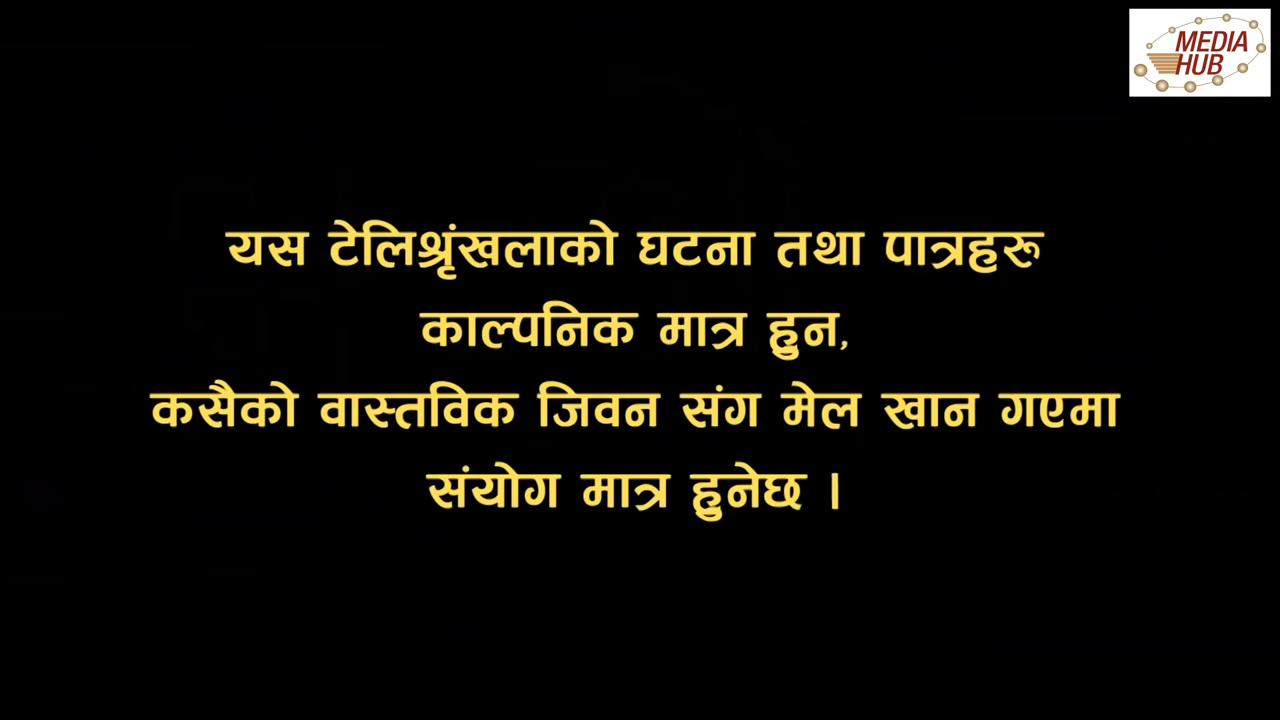 MEDIA
HUB
यस टेलिश्रृंखलाको घटना तथा पात्रहरु
काल्पनिक मात्र हुन,
कसैको वास्तविक जिवन संग मेल खान गएमा
संयोग मात्र हुनेछ ।